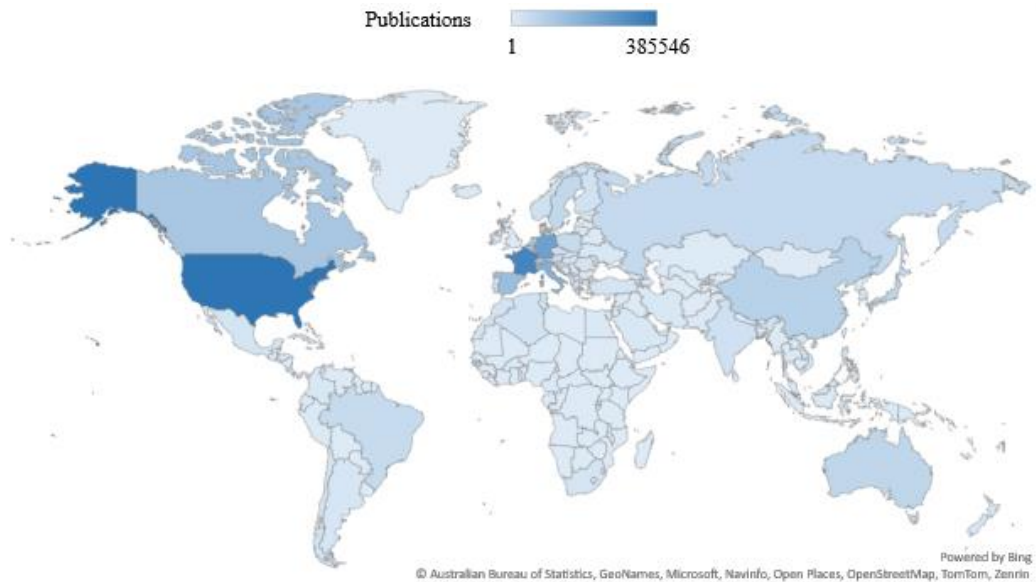 Publications
1 385546
Powered by Bing
© Australian Bureau of Statistics, GeoNames, Microsoft, Navinfo, Open Places, OpenStreetMap, TomTom, Zenrin